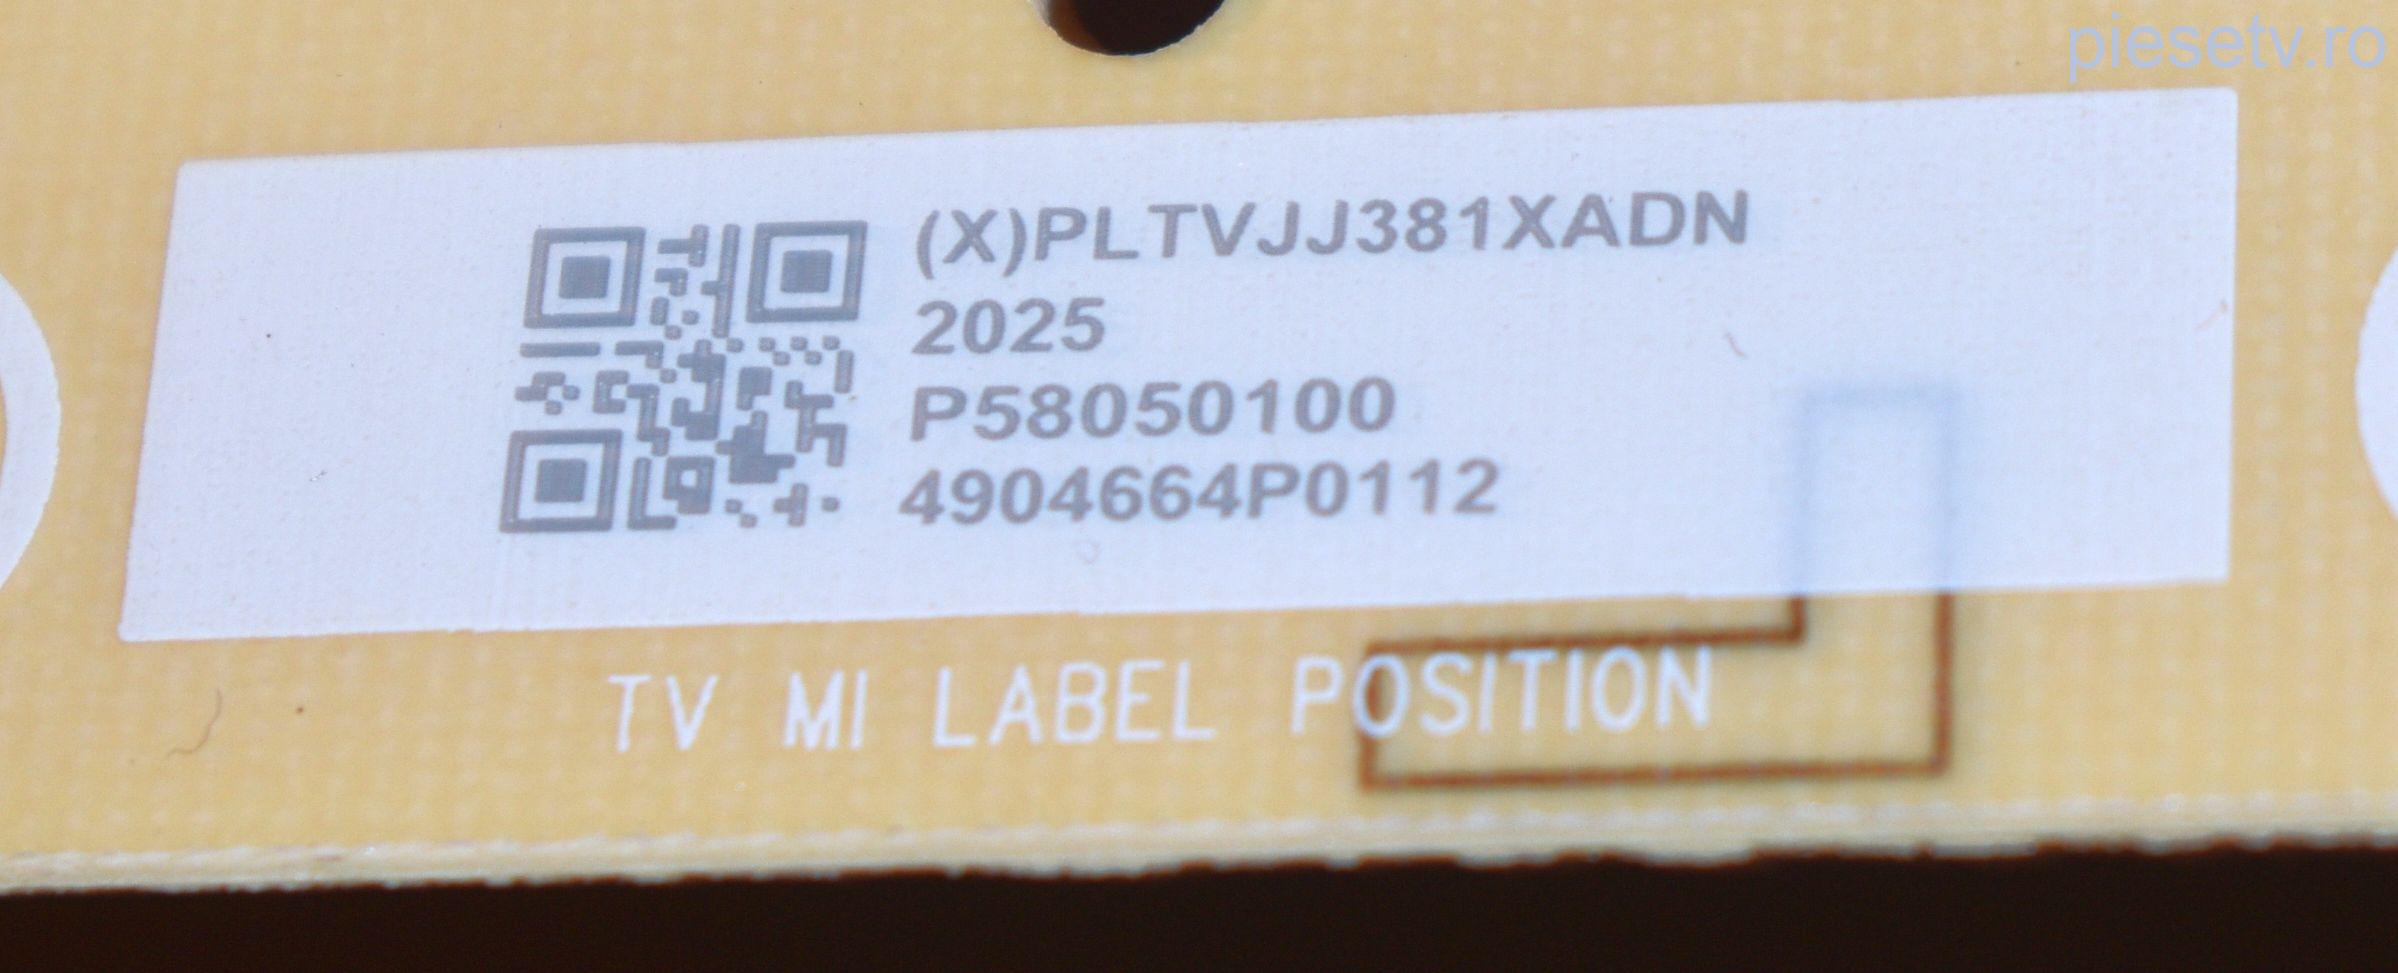 piesetv.ro
(X)PLTVJJ381XADN
2025
P58050100
4904664P0112
TV MI LABEL POSITION